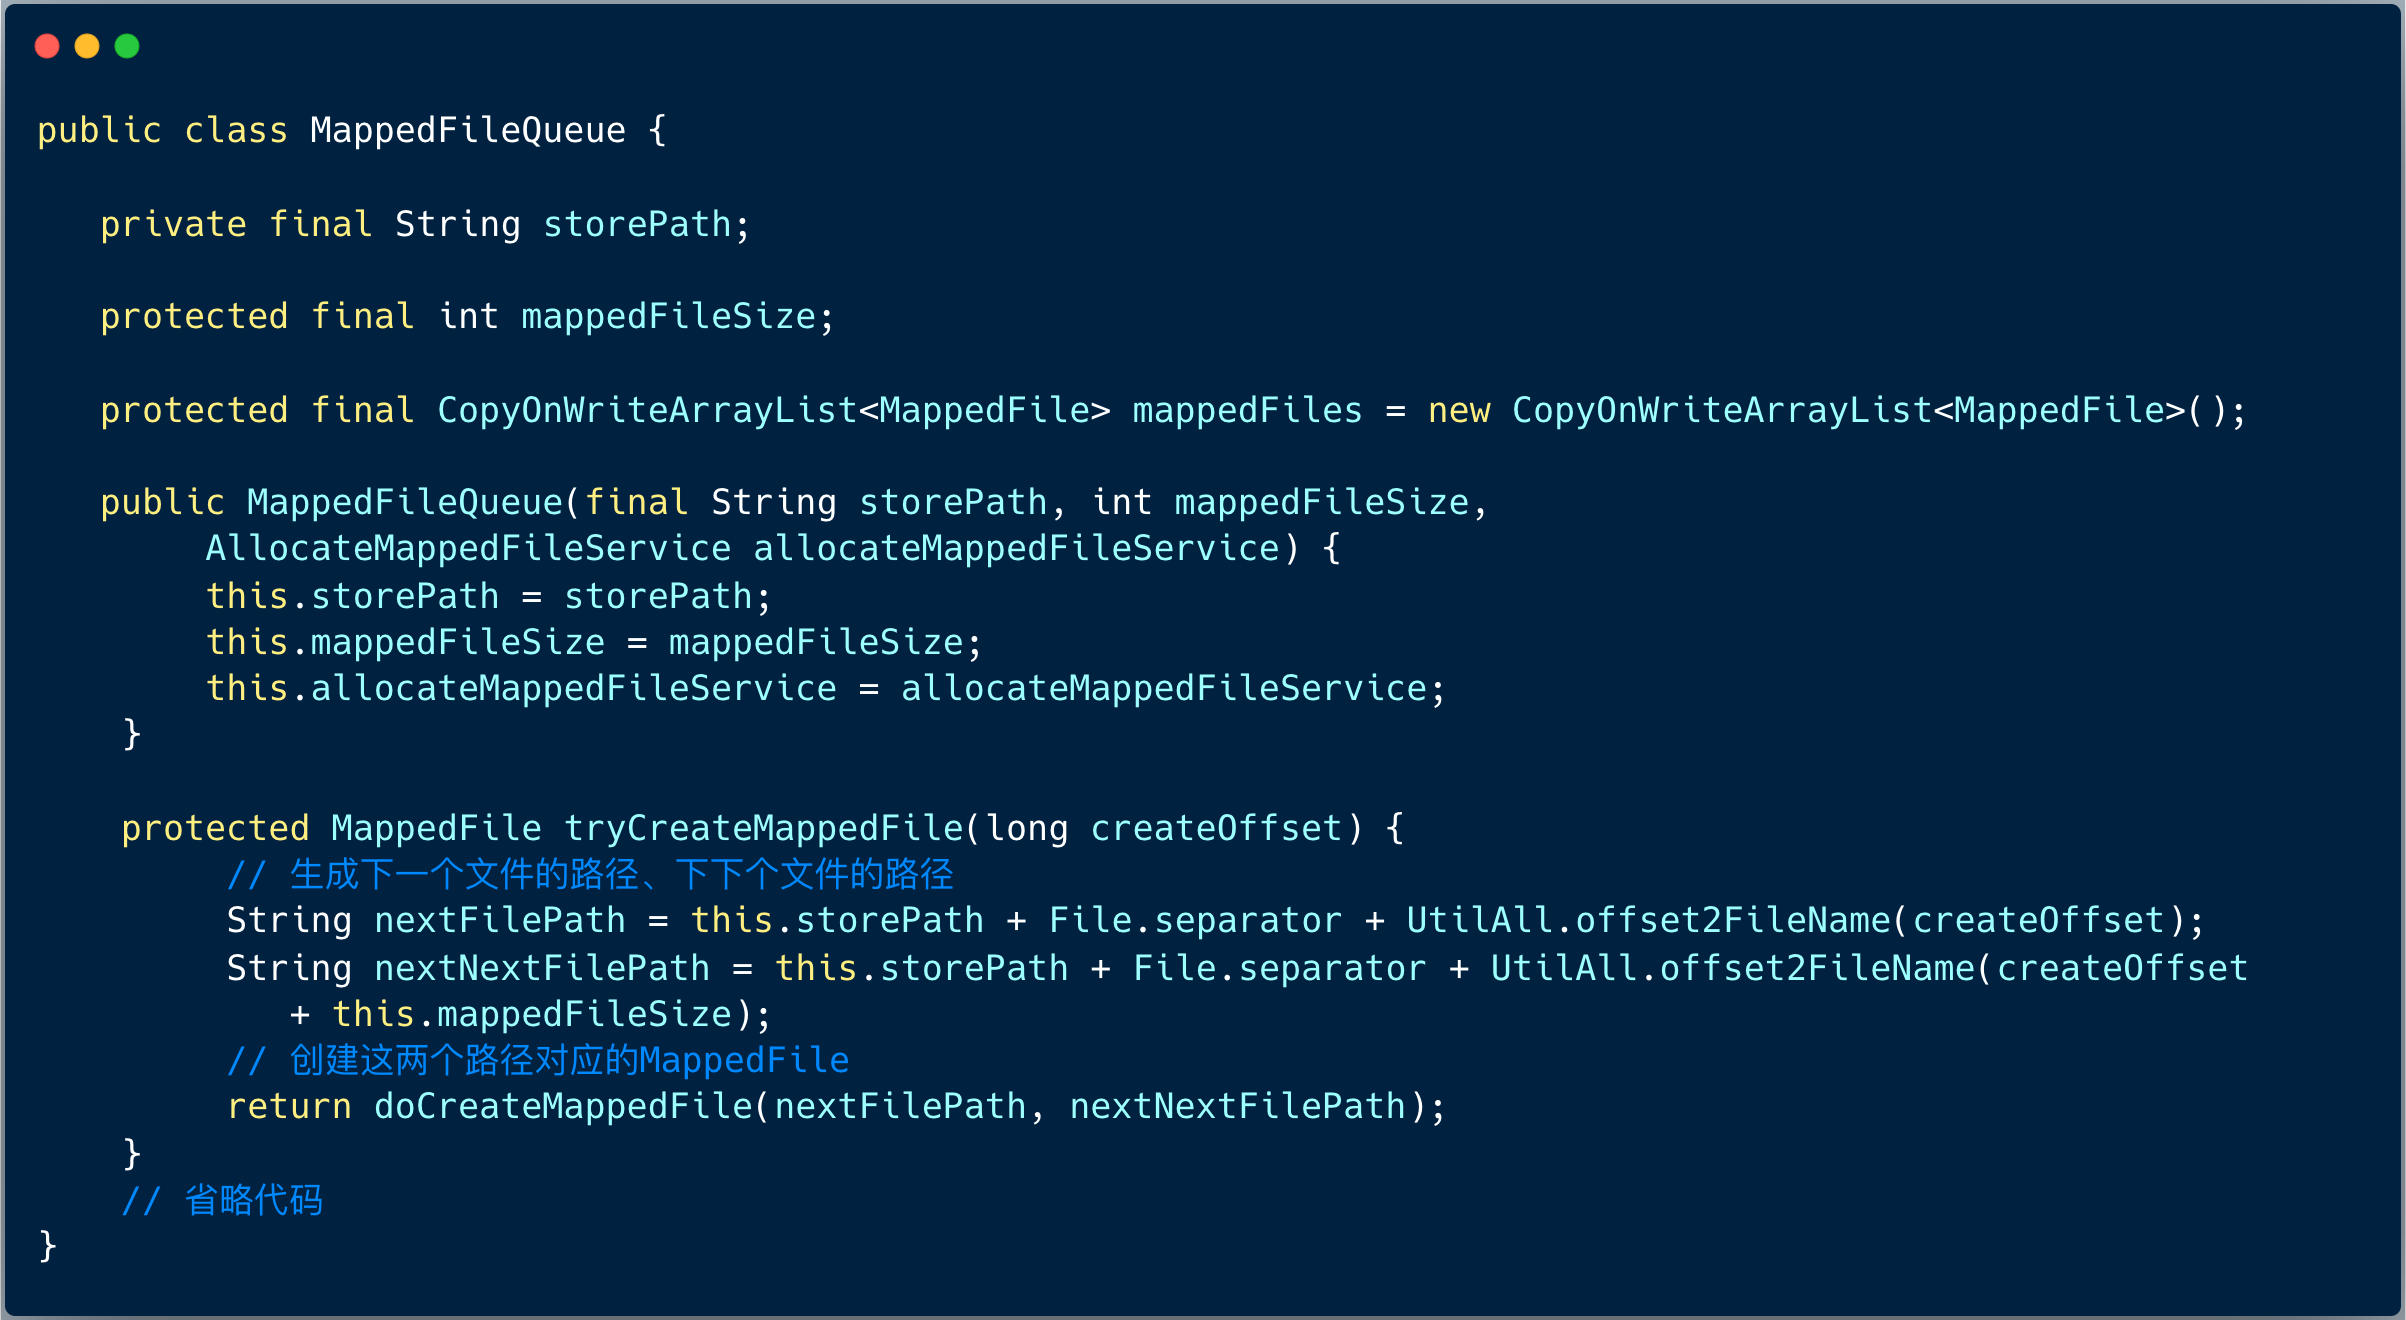 public class MappedFileQueue {
private final String storePath;
protected final int mappedFileSize;
protected final CopyOnWriteArrayList<MappedFile> mappedFiles = new CopyOnWriteArrayList<MappedFile>();
public MappedFileQueue(final String storePath, int mappedFileSize,
AllocateMappedFileService allocateMappedFileService) {
this.storePath = storePath;
this.mappedFileSize = mappedFileSize;
this.allocateMappedFileService = allocateMappedFileService;
}
protected MappedFile tryCreateMappedFile(long createOffset) {
// 生成下一个文件的路径、下下个文件的路径
String nextFilePath = this.storePath + File.separator + UtilAll.offset2FileName(createOffset);
String nextNextFilePath = this.storePath + File.separator + UtilAll.offset2FileName(createOffset
+ this.mappedFileSize);
// 创建这两个路径对应的MappedFile
return doCreateMappedFile(nextFilePath, nextNextFilePath);
}
// 省略代码
}